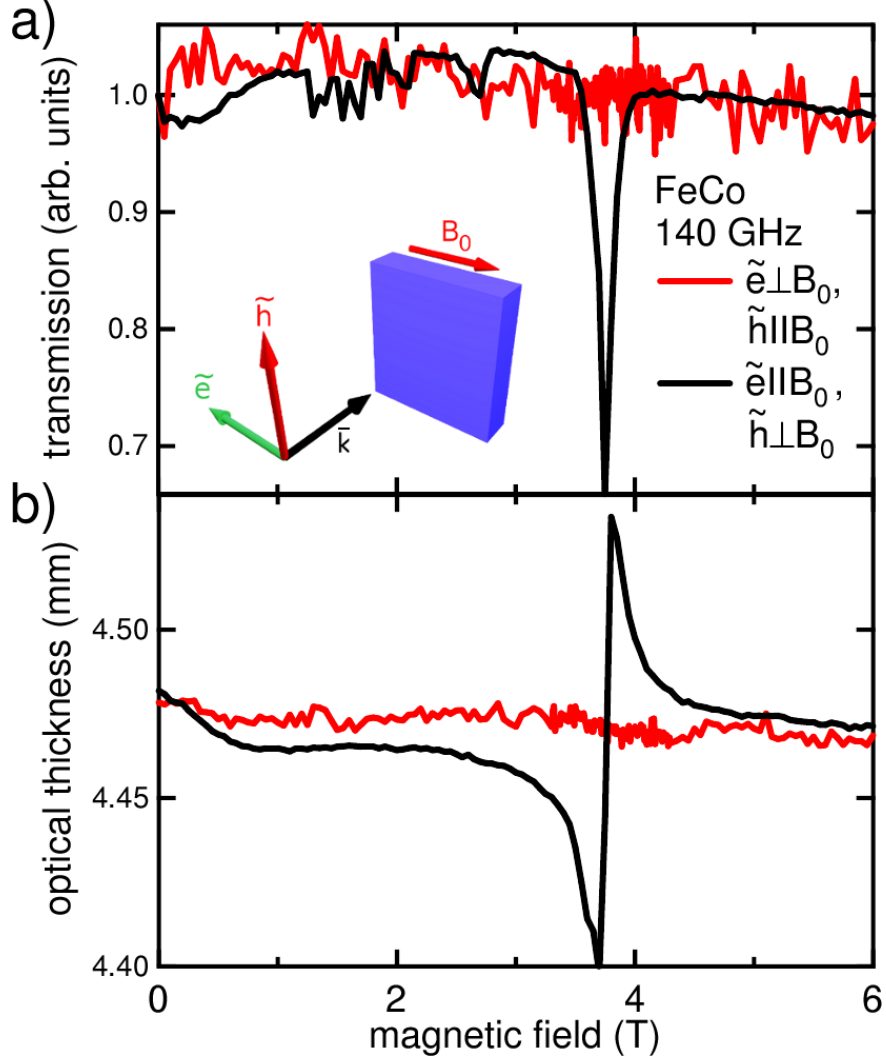 a)
transmission (arb. units)
1.0
0.9
0.8
0.7
B₀
h̃
ẽ
k̄
FeCo
140 GHz
ẽ⊥B₀,
h̃IIB₀
ẽIIB₀,
h̃⊥B₀
b)
optical thickness (mm)
4.50
4.45
4.40
0 2 4 6
magnetic field (T)